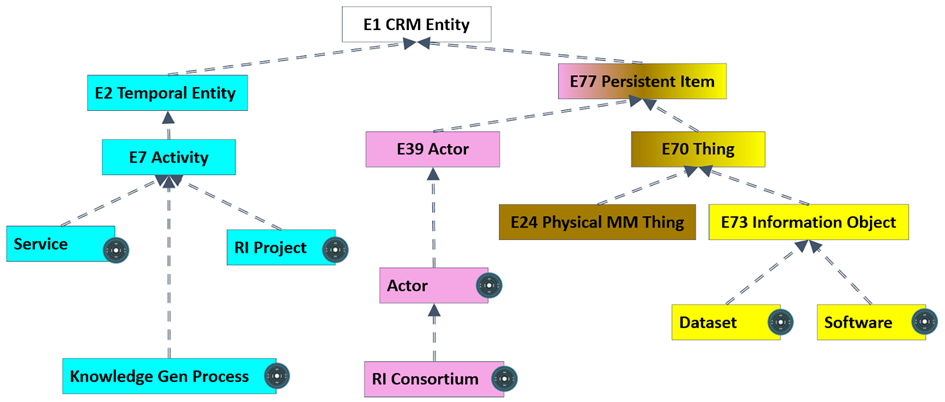 E1 CRM Entity
E77 Persistent Item
E2 Temporal Entity
E7 Activity
E39 Actor
E70 Thing
E24 Physical MM Thing
E73 Information Object
Service
RI Project
Actor
Dataset
Software
Knowledge Gen Process
RI Consortium